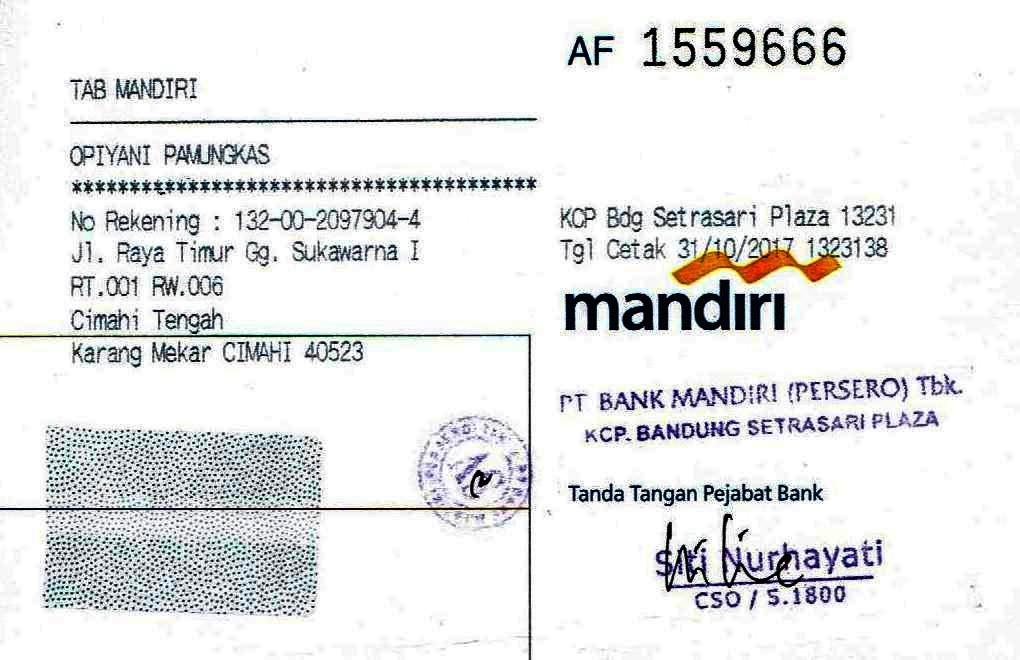 AF 1559666
TAB MANDIRI
OPIYANI PAMUNGKAS
****************************************
No Rekening : 132-00-2097904-4
Jl. Raya Timur Gg. Sukawarna I
RT.001 RW.006
Cimahi Tengah
Karang Mekar CIMAHI 40523
KCP Bdg Setrasari Plaza 13231
Tgl Cetak 31/10/2017 1323138
mandiri
PT BANK MANDIRI (PERSERO) Tbk.
KCP. BANDUNG SETRASARI PLAZA
Tanda Tangan Pejabat Bank
Siti Nurhayati
CSO / S.1800